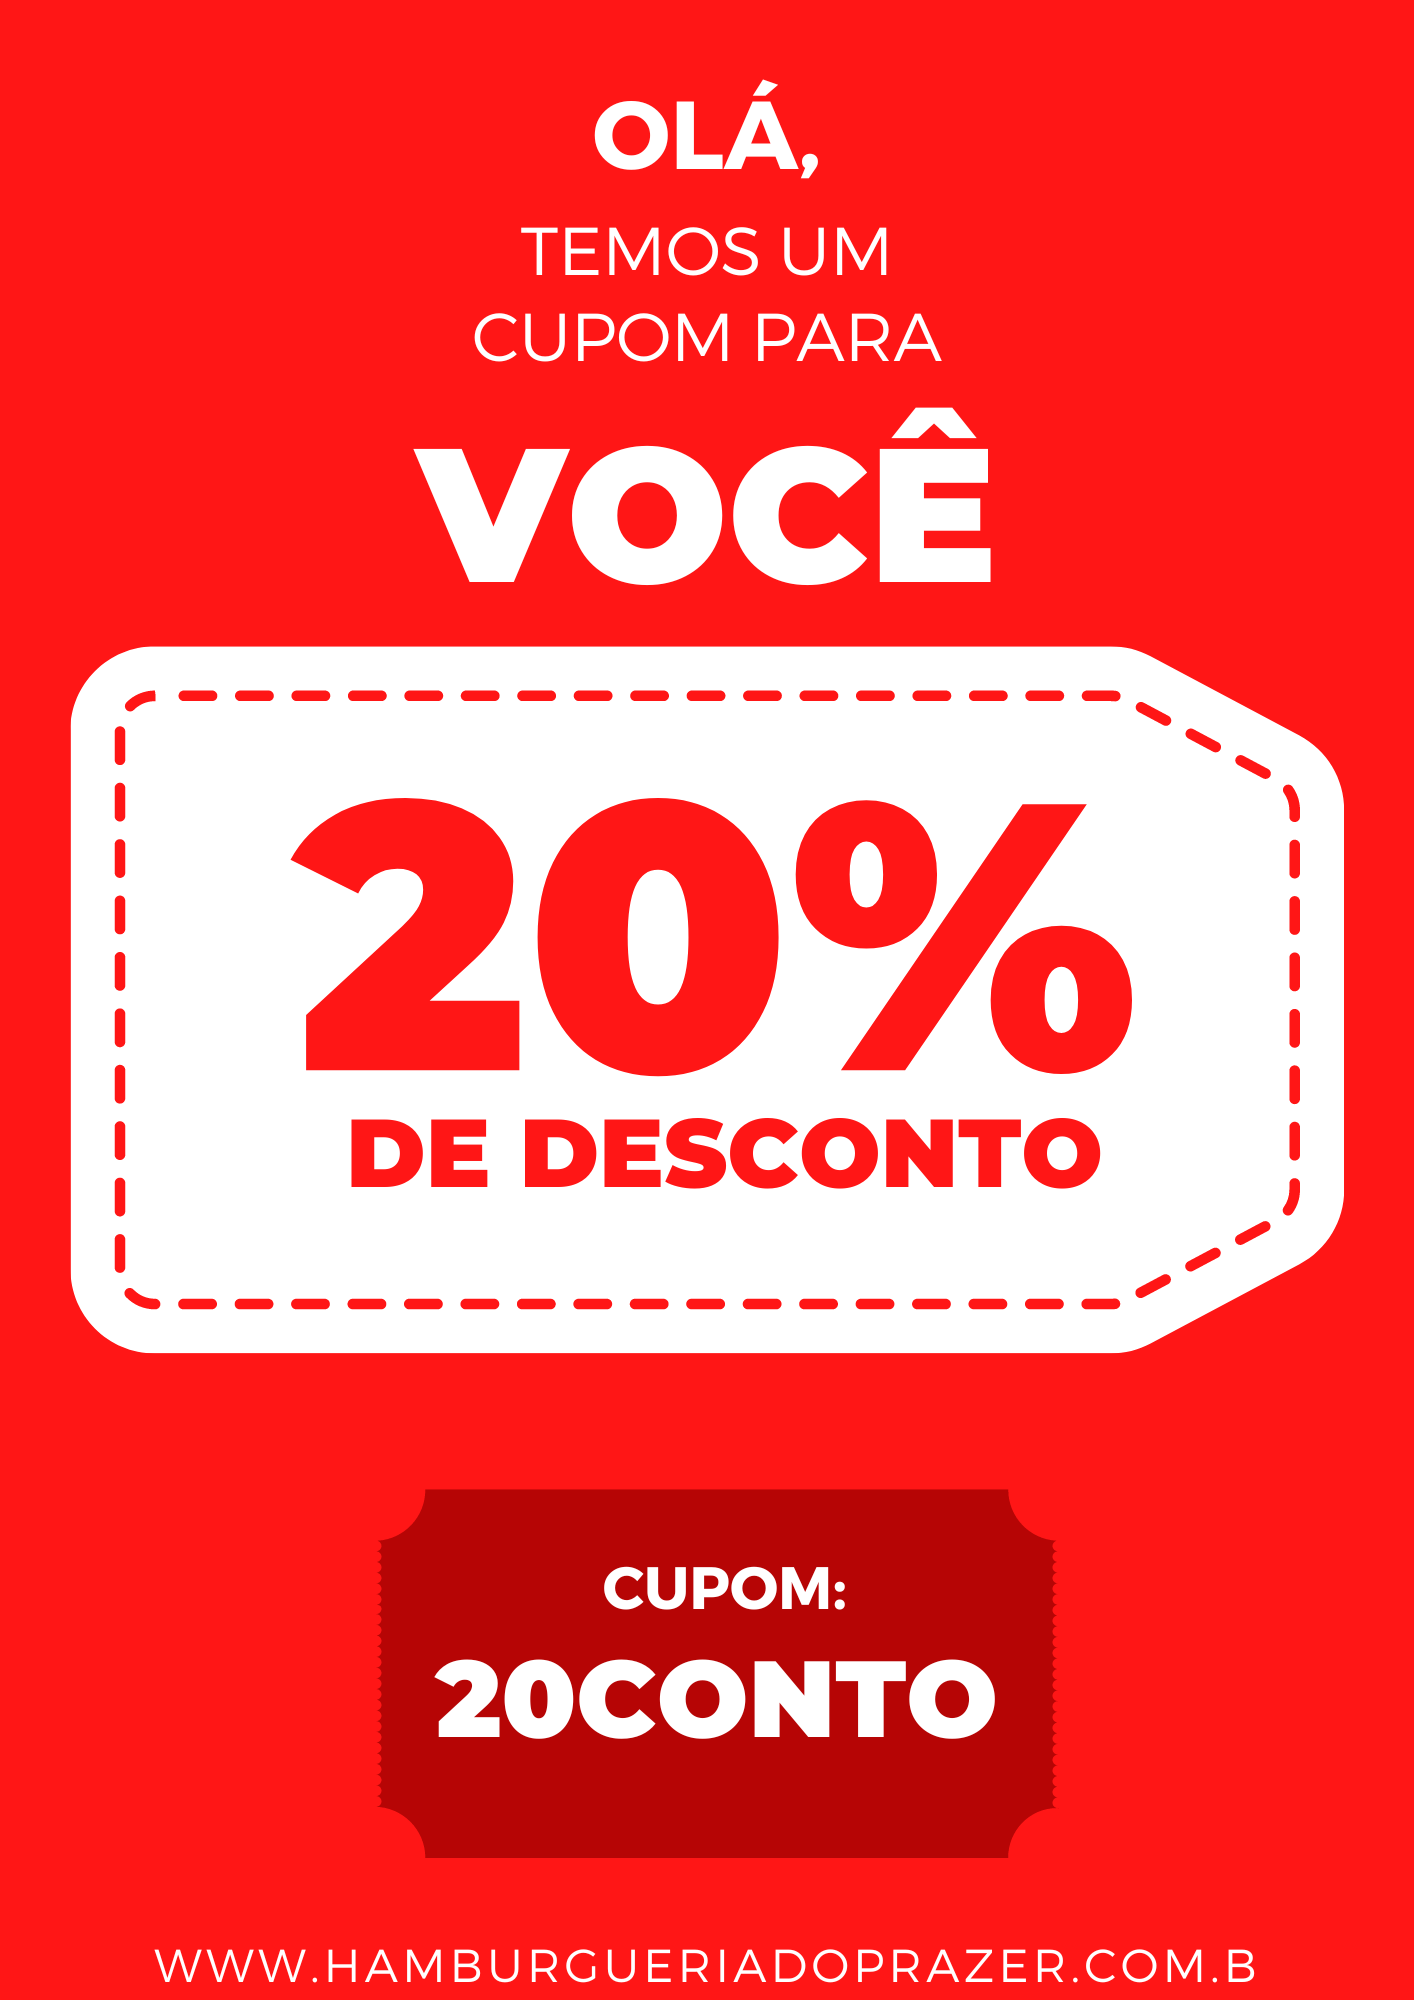 OLÁ,
TEMOS UM
CUPOM PARA
VOCÊ
20%
DE DESCONTO
CUPOM:
20CONTO
WWW.HAMBURGUERIADOPRAZER.COM.B